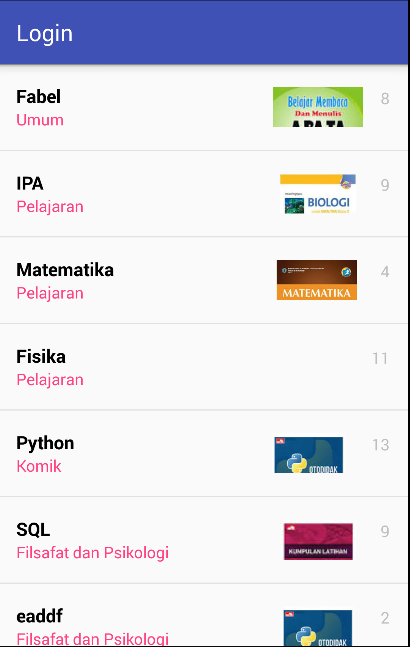 Login
Fabel
Umum
Belajar Membaca
Dan Menulis
8
IPA
Pelajaran
BIOLOGI
9
Matematika
Pelajaran
MATEMATIKA
4
Fisika
Pelajaran
11
Python
Komik
OTODIDAK
13
SQL
Filsafat dan Psikologi
KUMPULAN LATIHAN
9
eaddf
Filsafat dan Psikologi
OTODIDAK
2